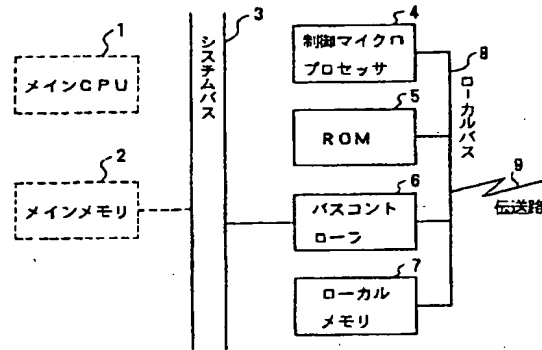 1
メインCPU
2
メインメモリ
システムバス
3
4
制御マイクロ
プロセッサ
5
ROM
6
バスコント
ローラ
7
ローカル
メモリ
8
ローカルバス
9
伝送路